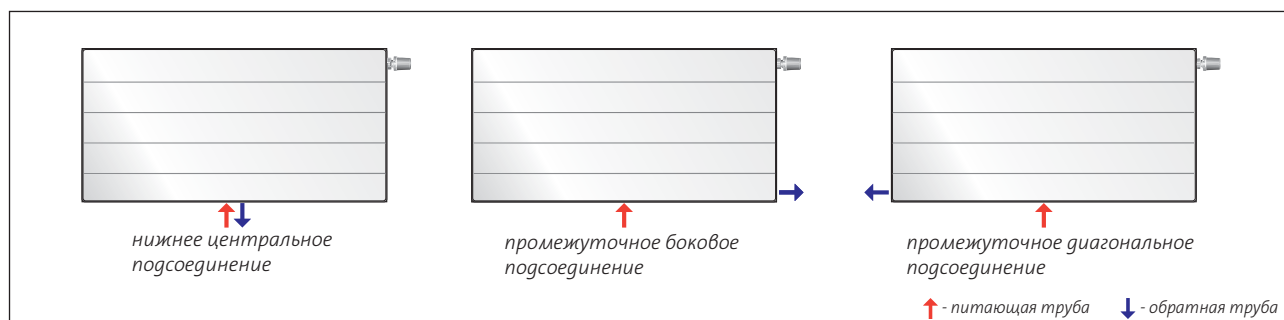 нижнее центральное
подсоединение
промежуточное боковое
подсоединение
промежуточное диагональное
подсоединение
- питающая труба
- обратная труба